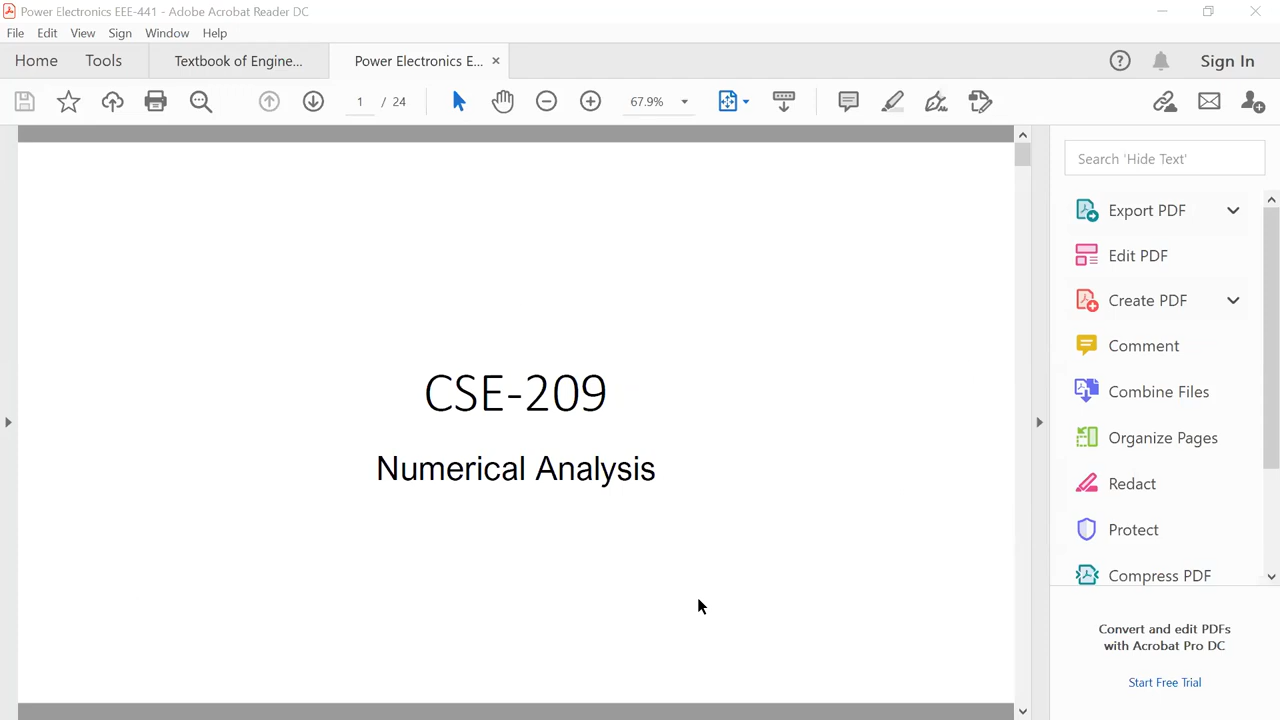 Power Electronics EEE-441 - Adobe Acrobat Reader DC
File Edit View Sign Window Help
Home Tools Textbook of Engine... Power Electronics E... Sign In
1 / 24 67.9%
Search 'Hide Text'
Export PDF
Edit PDF
Create PDF
Comment
Combine Files
Organize Pages
Redact
Protect
Compress PDF
Convert and edit PDFs
with Acrobat Pro DC
Start Free Trial
CSE-209
Numerical Analysis